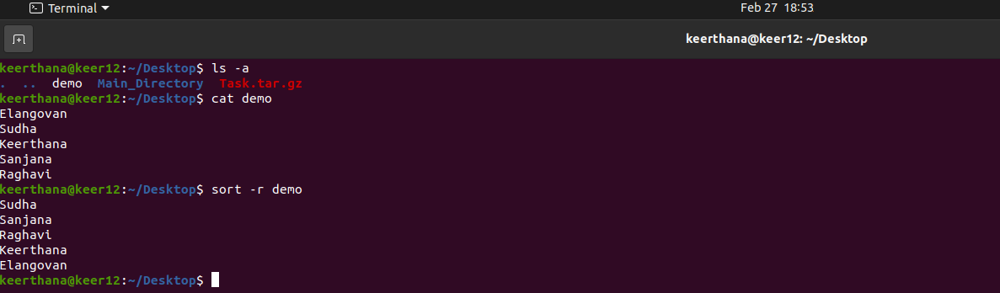 Terminal Feb 27 18:53
keerthana@keer12: ~/Desktop
keerthana@keer12:~/Desktop$ ls -a
. .. demo Main_Directory Task.tar.gz
keerthana@keer12:~/Desktop$ cat demo
Elangovan
Sudha
Keerthana
Sanjana
Raghavi
keerthana@keer12:~/Desktop$ sort -r demo
Sudha
Sanjana
Raghavi
Keerthana
Elangovan
keerthana@keer12:~/Desktop$